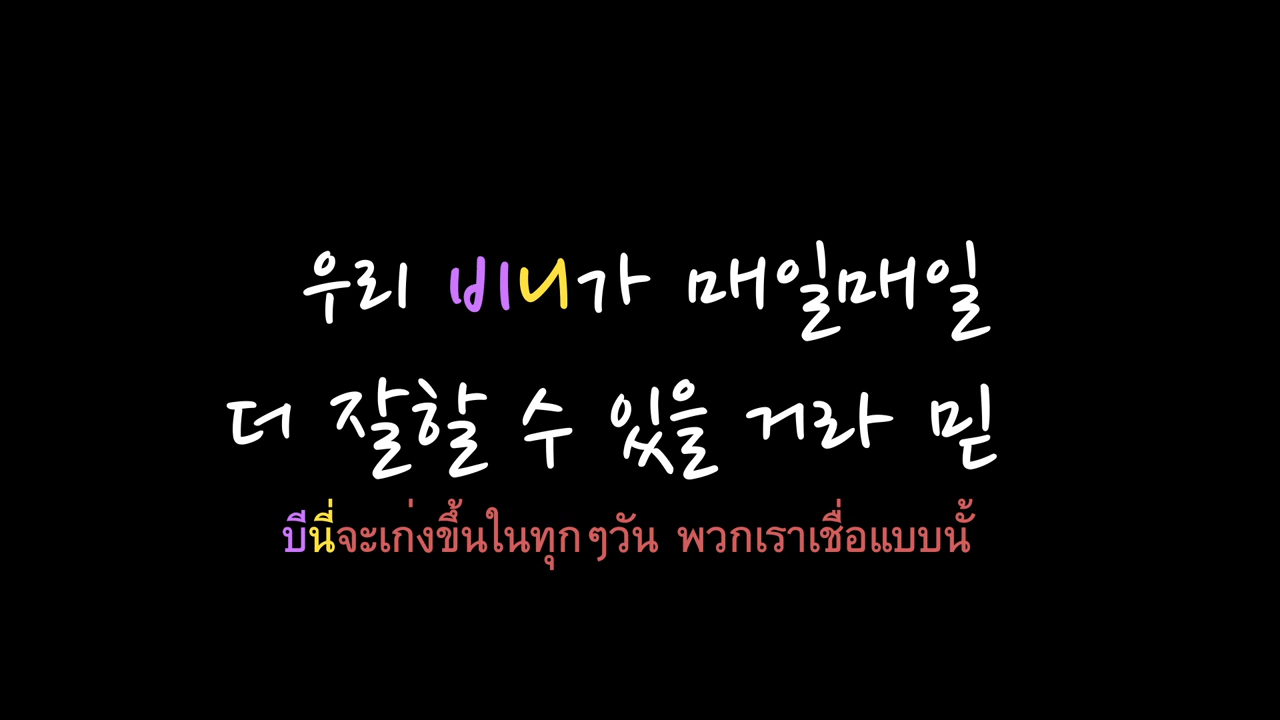 우리 비니가 매일매일
더 잘할 수 있을 거라 믿
บีนี่จะเก่งขึ้นในทุกๆวัน พวกเราเชื่อแบบนั้